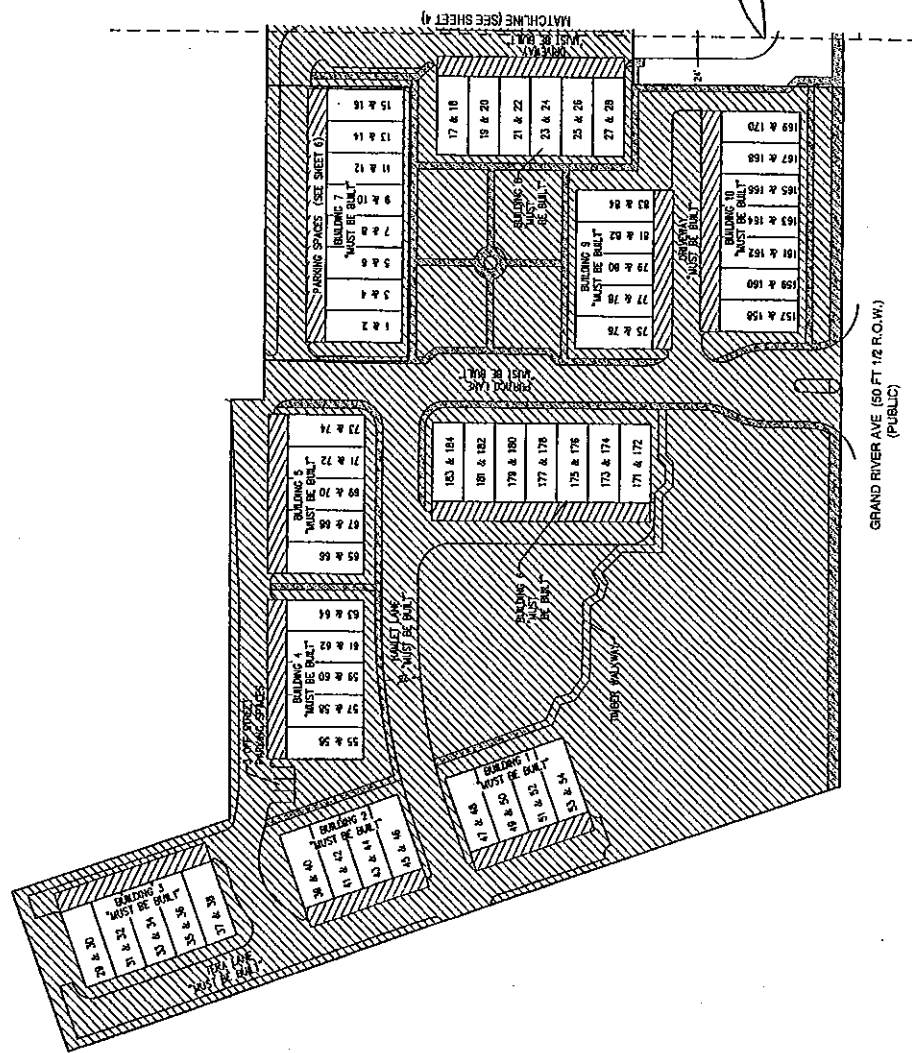 MATCHLINE (SEE SHEET 4)
DRIVEWAY
"MUST BE BUILT"
PARKING SPACES (SEE SHEET 6)
BUILDING 7
"MUST BE BUILT"
1 & 2
3 & 4
5 & 6
7 & 8
9 & 10
11 & 12
13 & 14
15 & 16
17 & 18
19 & 20
21 & 22
23 & 24
25 & 26
27 & 28
"MUST
BE BUILT"
24'
BUILDING 9
"MUST BE BUILT"
75 & 76
77 & 78
79 & 80
81 & 82
83 & 84
DRIVEWAY
"MUST BE BUILT"
BUILDING 10
"MUST BE BUILT"
157 & 158
159 & 160
161 & 162
163 & 164
165 & 166
167 & 168
169 & 170
LANE
"MUST BE BUILT"
BUILDING 5
"MUST BE BUILT"
65 & 66
67 & 68
69 & 70
71 & 72
73 & 74
183 & 184
181 & 182
179 & 180
177 & 178
175 & 176
173 & 174
171 & 172
BUILDING 6
"MUST
BE BUILT"
HAMLET LANE
"MUST BE BUILT"
BUILDING 4
"MUST BE BUILT"
55 & 56
57 & 58
59 & 60
61 & 62
63 & 64
3 OFF STREET
PARKING SPACES
TIMBER WALKWAY
BUILDING 1
"MUST BE BUILT"
47 & 48
49 & 50
51 & 52
53 & 54
BUILDING 2
"MUST BE BUILT"
39 & 40
41 & 42
43 & 44
45 & 46
BUILDING 3
"MUST BE BUILT"
29 & 30
31 & 32
33 & 34
35 & 36
37 & 38
LANE
"MUST BE BUILT"
GRAND RIVER AVE (50 FT 1/2 R.O.W.)
(PUBLIC)